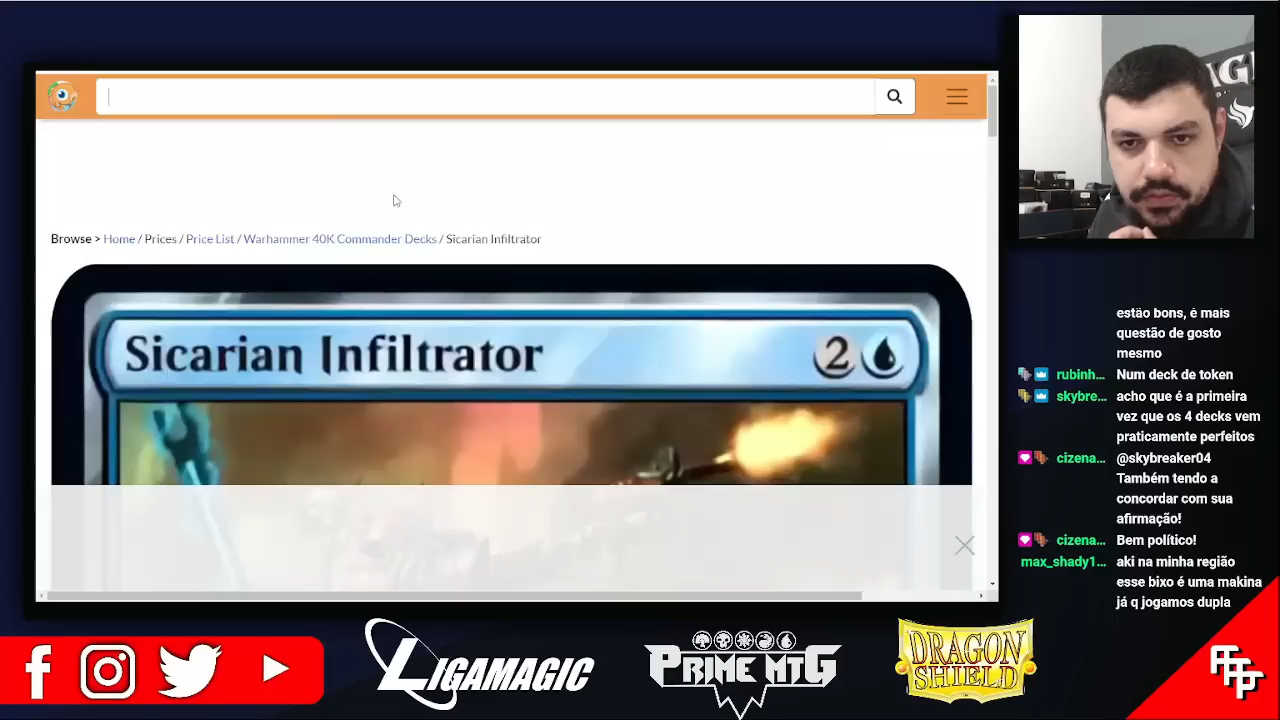 Browse > Home / Prices / Price List / Warhammer 40K Commander Decks / Sicarian Infiltrator
Sicarian Infiltrator 2
estão bons, é mais
questão de gosto
mesmo
rubinh... Num deck de token
skybre... acho que é a primeira
vez que os 4 decks vem
praticamente perfeitos
cizena... @skybreaker04
Também tendo a
concordar com sua
afirmação!
cizena... Bem político!
max_shady1... aki na minha região
esse bixo é uma makina
já q jogamos dupla
LIGAMAGIC
PRIME MTG
DRAGON
SHIELD